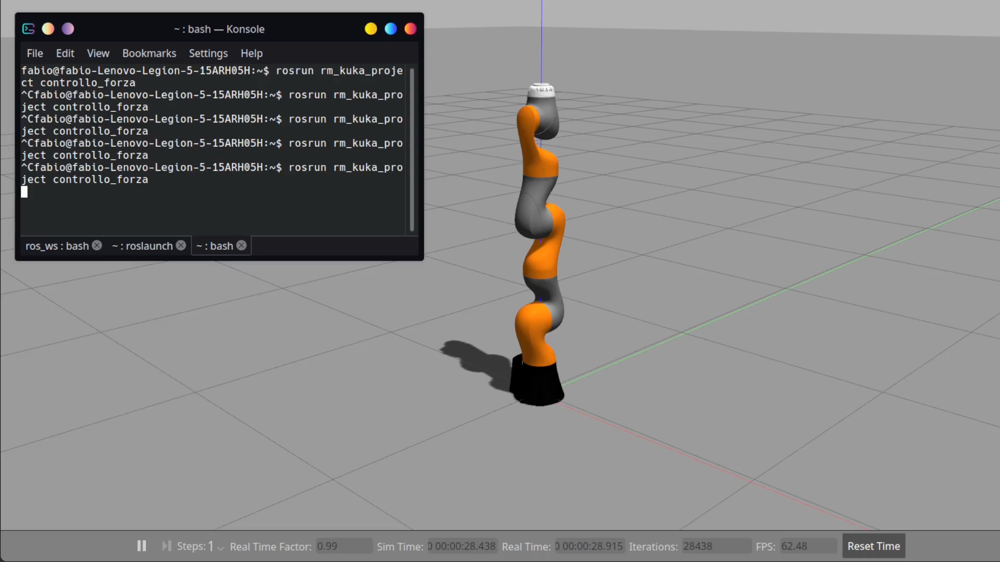 ~ : bash — Konsole
File Edit View Bookmarks Settings Help
fabio@fabio-Lenovo-Legion-5-15ARH05H:~$ rosrun rm_kuka_proje
ct controllo_forza
^Cfabio@fabio-Lenovo-Legion-5-15ARH05H:~$ rosrun rm_kuka_pro
ject controllo_forza
^Cfabio@fabio-Lenovo-Legion-5-15ARH05H:~$ rosrun rm_kuka_pro
ject controllo_forza
^Cfabio@fabio-Lenovo-Legion-5-15ARH05H:~$ rosrun rm_kuka_pro
ject controllo_forza
^Cfabio@fabio-Lenovo-Legion-5-15ARH05H:~$ rosrun rm_kuka_pro
ject controllo_forza
ros_ws : bash ~ : roslaunch ~ : bash
Steps: 1 Real Time Factor: 0.99 Sim Time: 0 00:00:28.438 Real Time: 0 00:00:28.915 Iterations: 28438 FPS: 62.48 Reset Time